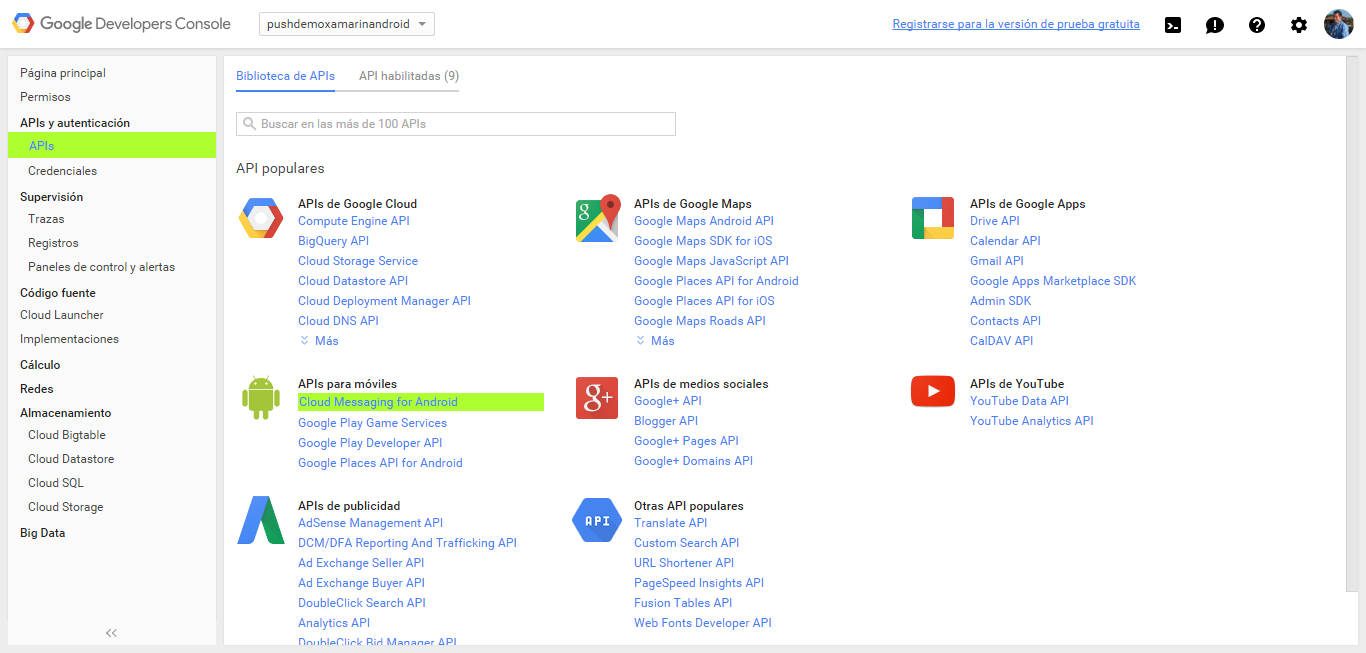 Google Developers Console
pushdemoxamarinandroid
Registrarse para la versión de prueba gratuita
Página principal
Permisos
APIs y autenticación
APIs
Credenciales
Supervisión
Trazas
Registros
Paneles de control y alertas
Código fuente
Cloud Launcher
Implementaciones
Cálculo
Redes
Almacenamiento
Cloud Bigtable
Cloud Datastore
Cloud SQL
Cloud Storage
Big Data
Biblioteca de APIs
API habilitadas (9)
Buscar en las más de 100 APIs
API populares
APIs de Google Cloud
Compute Engine API
BigQuery API
Cloud Storage Service
Cloud Datastore API
Cloud Deployment Manager API
Cloud DNS API
Más
g
APIs de Google Maps
Google Maps Android API
Google Maps SDK for iOS
Google Maps JavaScript API
Google Places API for Android
Google Places API for iOS
Google Maps Roads API
Más
APIs de Google Apps
Drive API
Calendar API
Gmail API
Google Apps Marketplace SDK
Admin SDK
Contacts API
CalDAV API
APIs para móviles
Cloud Messaging for Android
Google Play Game Services
Google Play Developer API
Google Places API for Android
g+
APIs de medios sociales
Google+ API
Blogger API
Google+ Pages API
Google+ Domains API
APIs de YouTube
YouTube Data API
YouTube Analytics API
APIs de publicidad
AdSense Management API
DCM/DFA Reporting And Trafficking API
Ad Exchange Seller API
Ad Exchange Buyer API
DoubleClick Search API
Analytics API
DoubleClick Bid Manager API
API
Otras API populares
Translate API
Custom Search API
URL Shortener API
PageSpeed Insights API
Fusion Tables API
Web Fonts Developer API